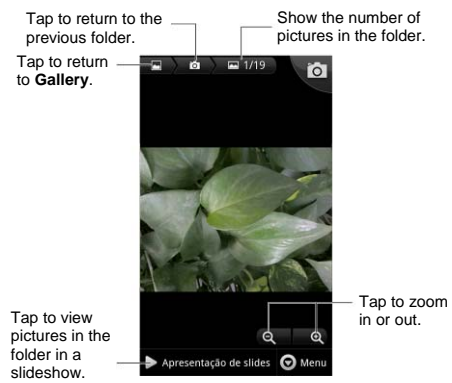 Tap to return to the
previous folder.
Show the number of
pictures in the folder.
Tap to return
to Gallery.
1/19
Tap to zoom
in or out.
Tap to view
pictures in the
folder in a
slideshow.
Apresentação de slides
Menu